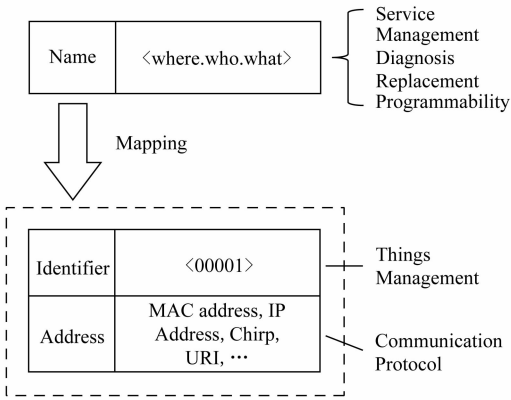 Name
<where.who.what>
Service
Management
Diagnosis
Replacement
Programmability
Mapping
Identifier
<00001>
Things
Management
Address
MAC address, IP
Address, Chirp,
URI, ···
Communication
Protocol